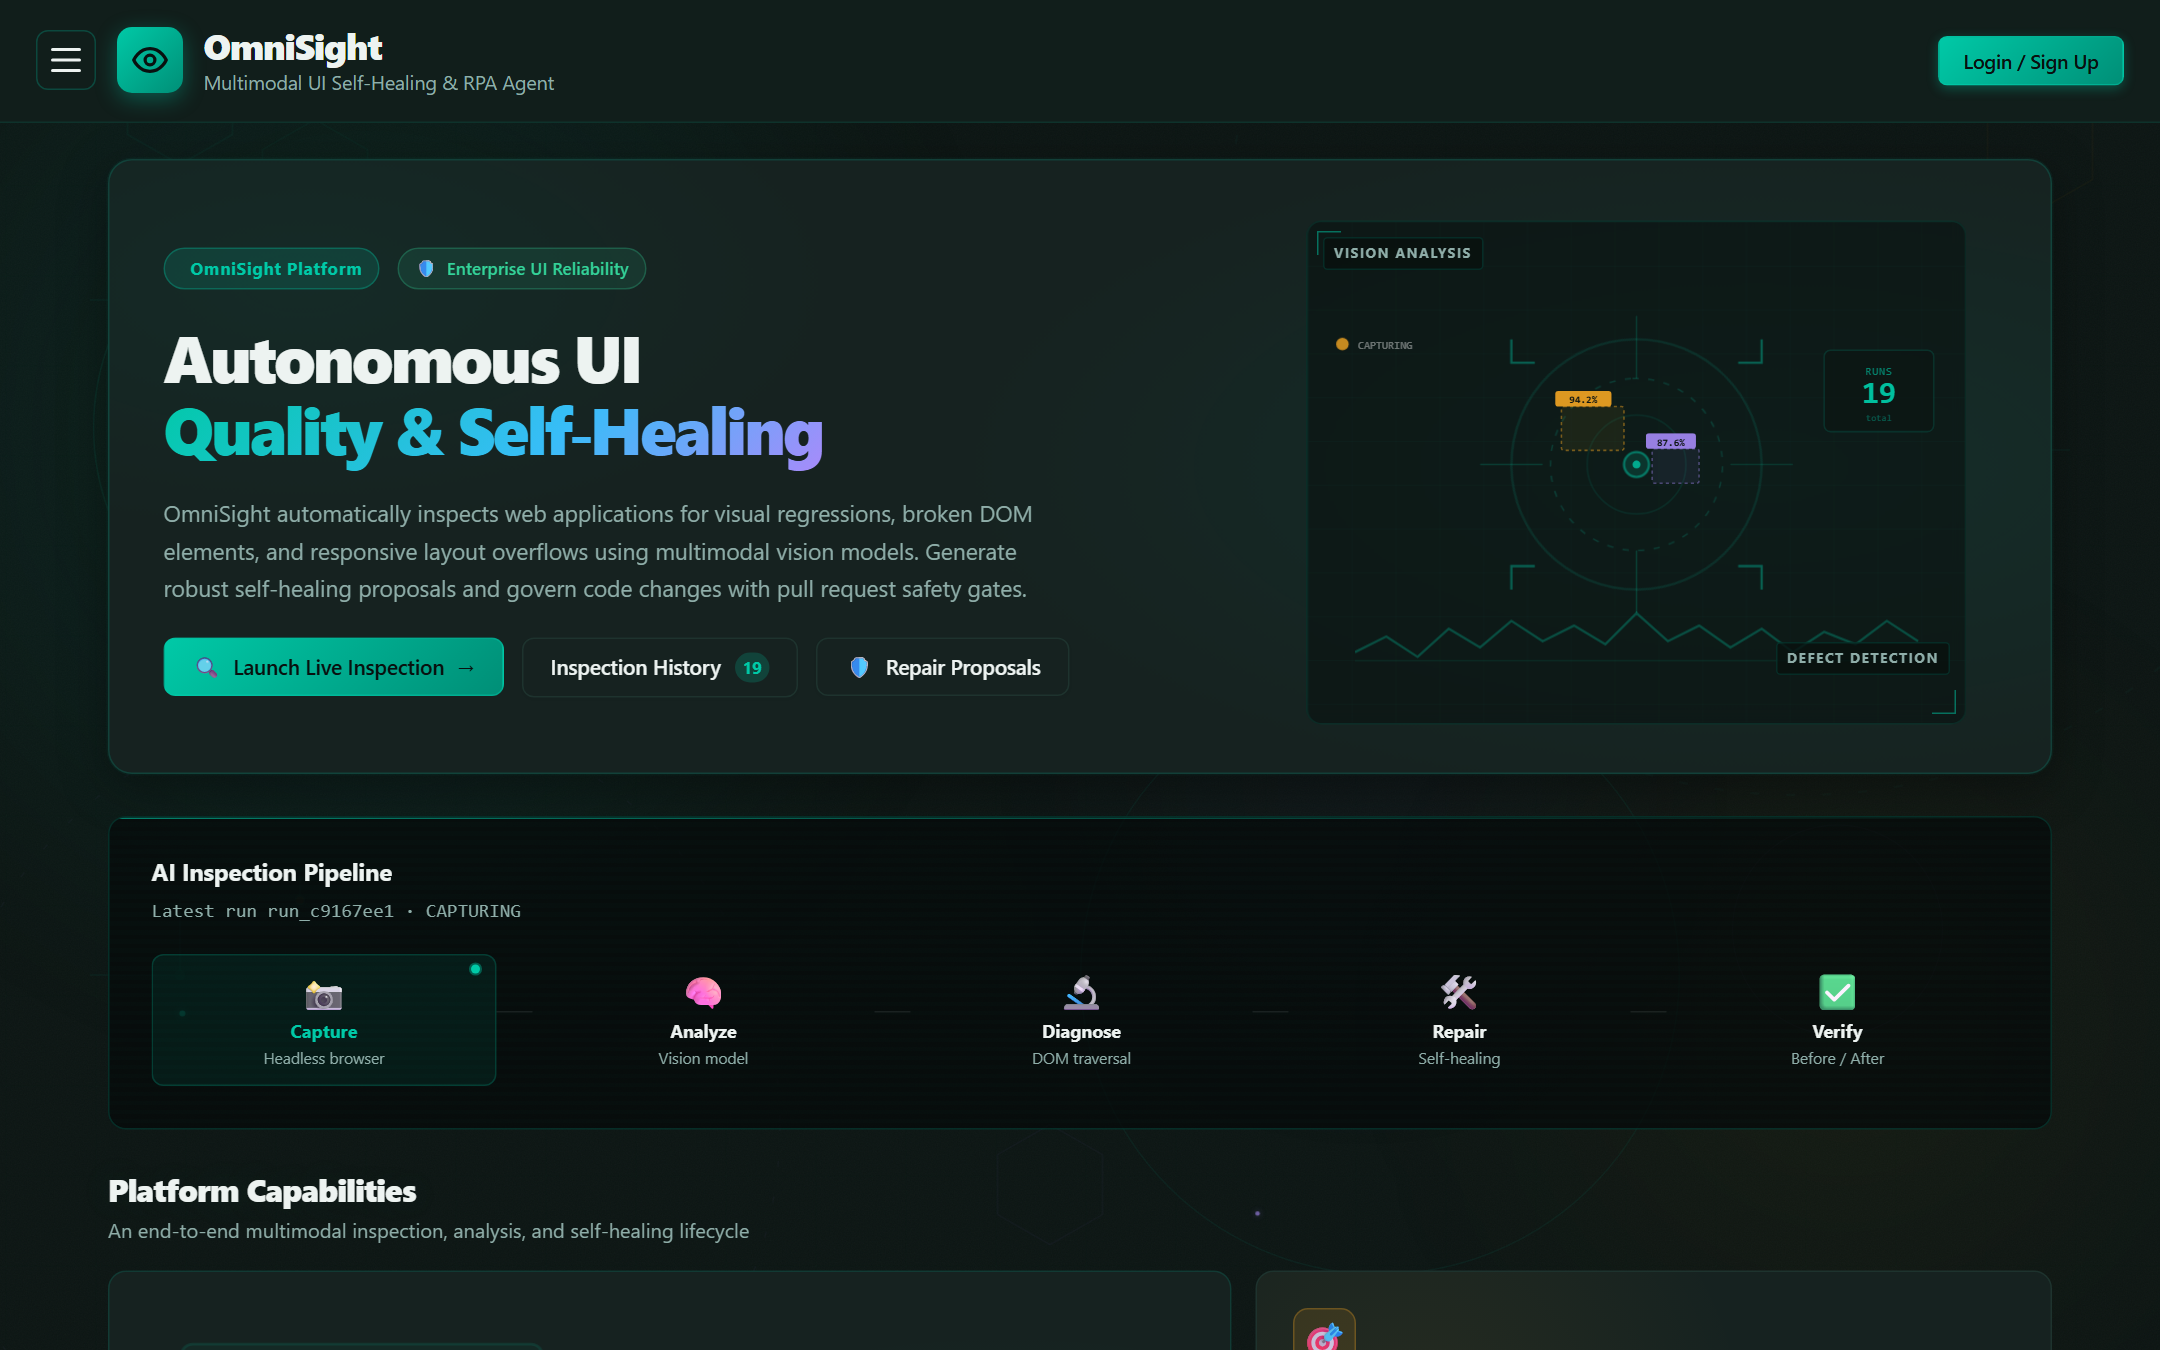 OmniSight
Multimodal UI Self-Healing & RPA Agent
Login / Sign Up
OmniSight Platform
Enterprise UI Reliability
Autonomous UI
Quality & Self-Healing
OmniSight automatically inspects web applications for visual regressions, broken DOM
elements, and responsive layout overflows using multimodal vision models. Generate
robust self-healing proposals and govern code changes with pull request safety gates.
Launch Live Inspection →
Inspection History 19
Repair Proposals
VISION ANALYSIS
CAPTURING
94.2%
87.6%
RUNS
19
total
DEFECT DETECTION
AI Inspection Pipeline
Latest run run_c9167ee1 · CAPTURING
Capture
Headless browser
Analyze
Vision model
Diagnose
DOM traversal
Repair
Self-healing
Verify
Before / After
Platform Capabilities
An end-to-end multimodal inspection, analysis, and self-healing lifecycle